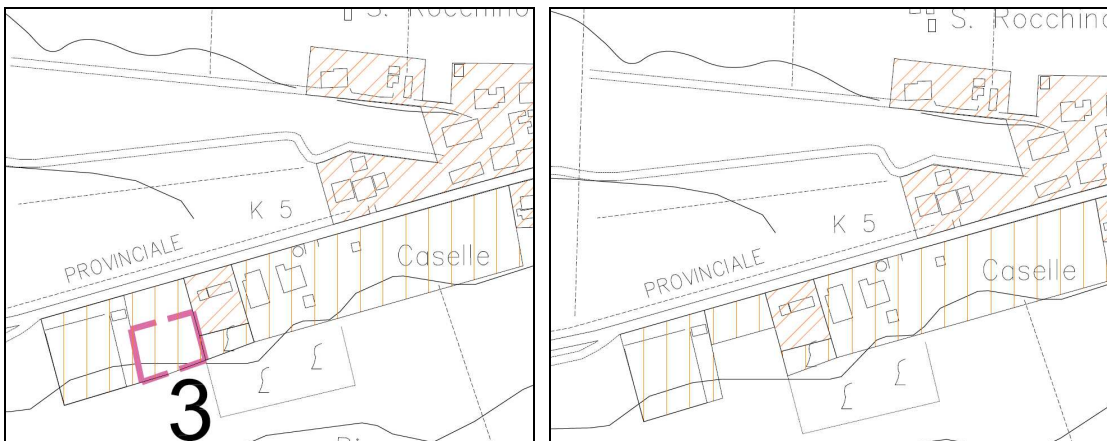 S. Rocchino
K 5
PROVINCIALE
Caselle
3
S. Rocchino
K 5
PROVINCIALE
Caselle